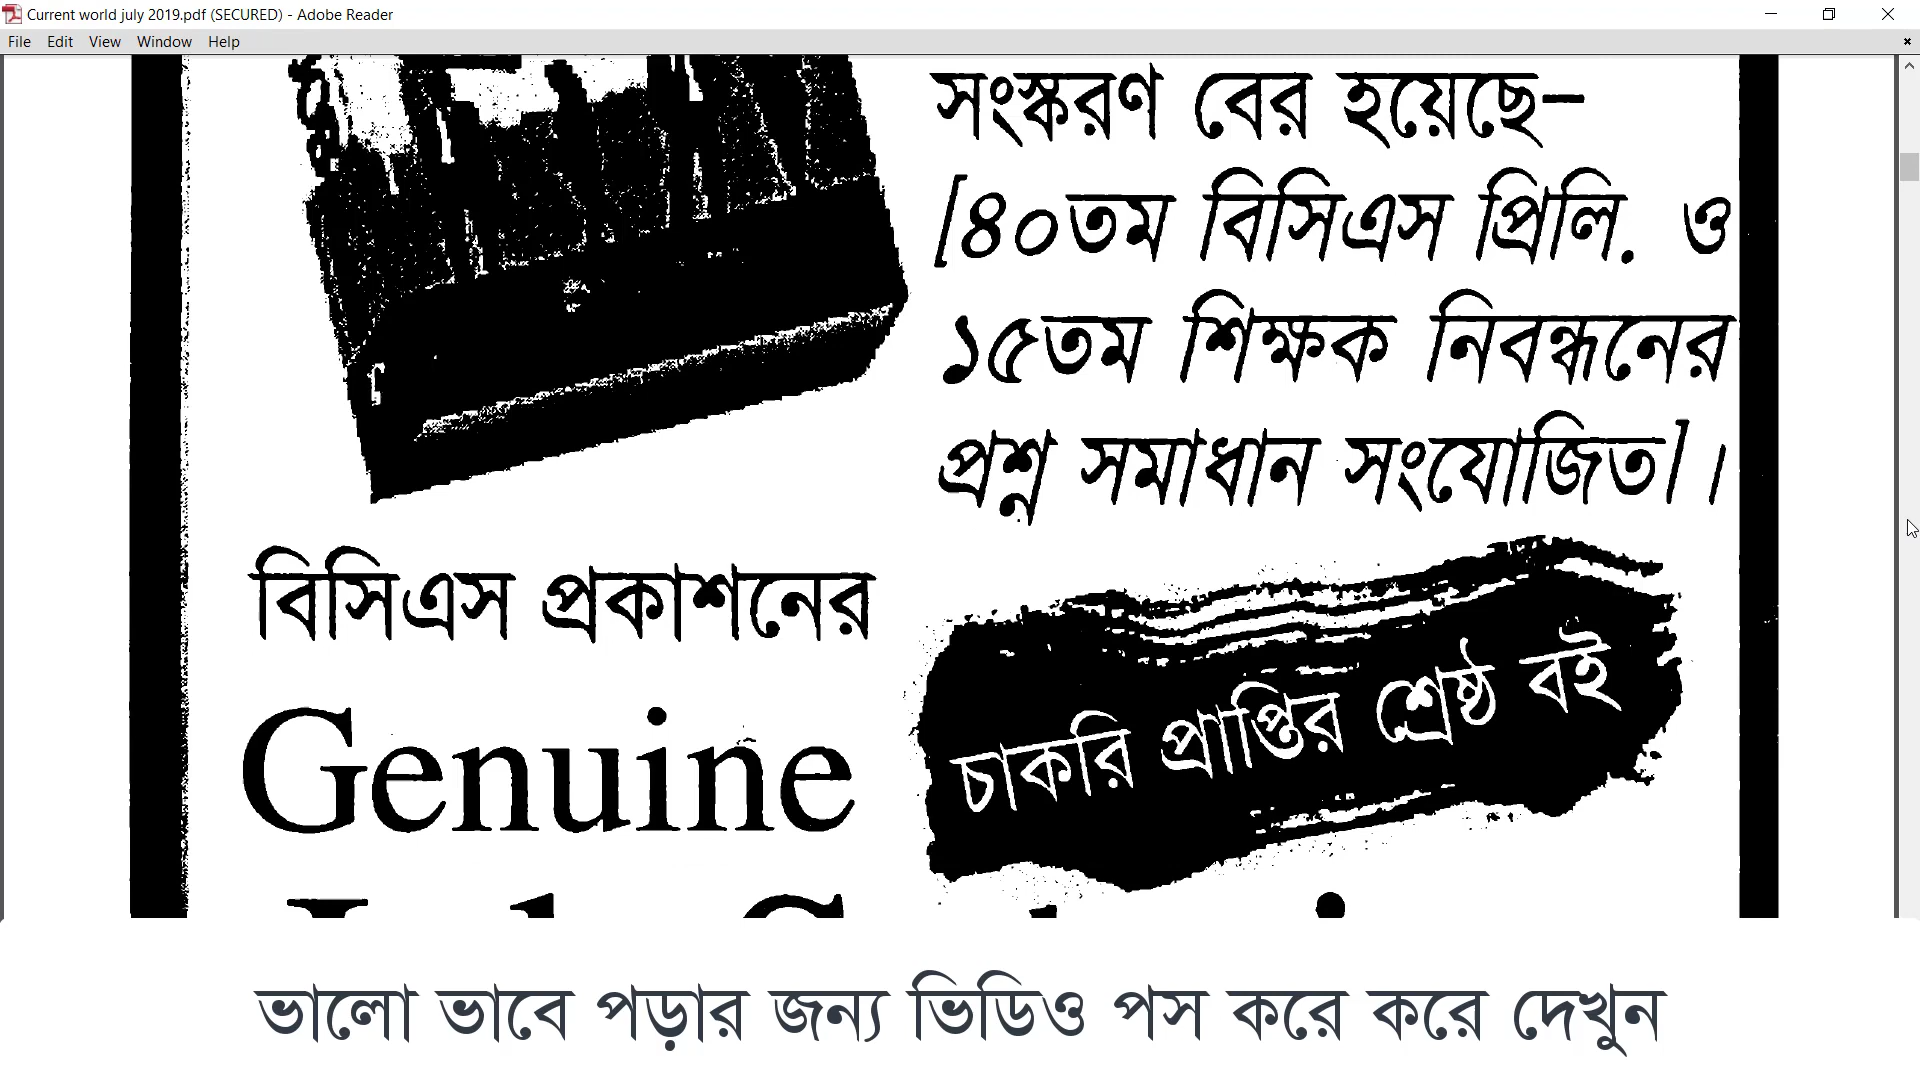 Current world july 2019.pdf (SECURED) - Adobe Reader
File Edit View Window Help
সংস্করণ বের হয়েছে–
[৪০তম বিসিএস প্রিলি. ও
১৫তম শিক্ষক নিবন্ধনের
প্রশ্ন সমাধান সংযোজিত]।
বিসিএস প্রকাশনের
Genuine
চাকরি প্রাপ্তির শ্রেষ্ঠ বই
ভালো ভাবে পড়ার জন্য ভিডিও পস করে করে দেখুন